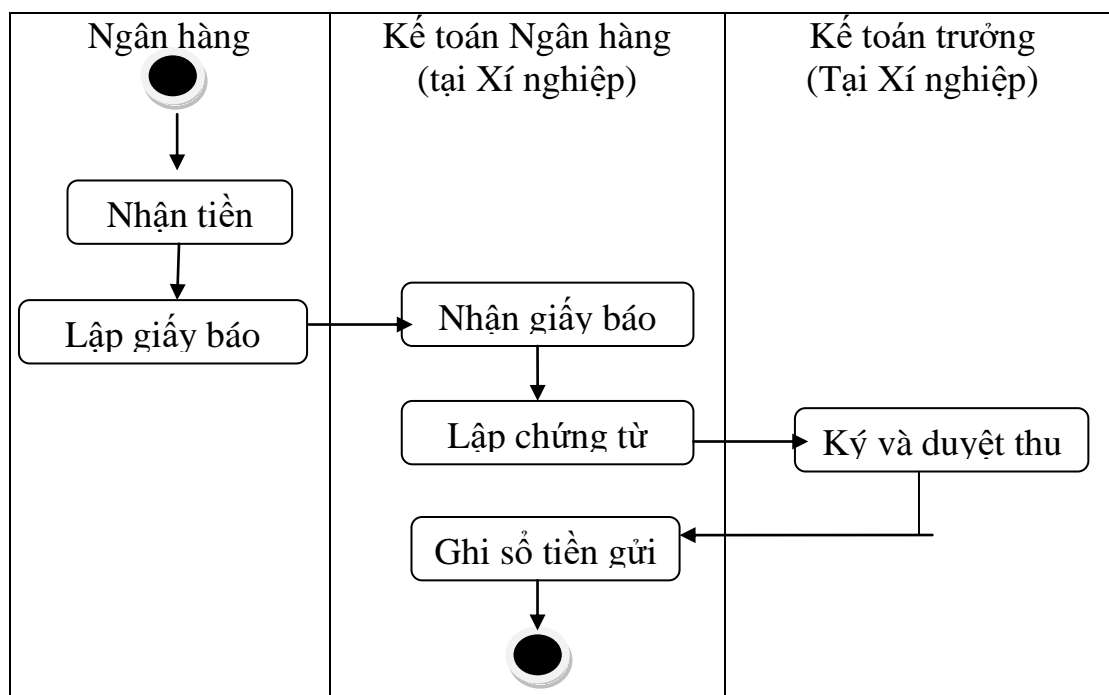 Ngân hàng
Kế toán Ngân hàng
(tại Xí nghiệp)
Kế toán trưởng
(Tại Xí nghiệp)
Nhận tiền
Lập giấy báo
Nhận giấy báo
Lập chứng từ
Ký và duyệt thu
Ghi sổ tiền gửi